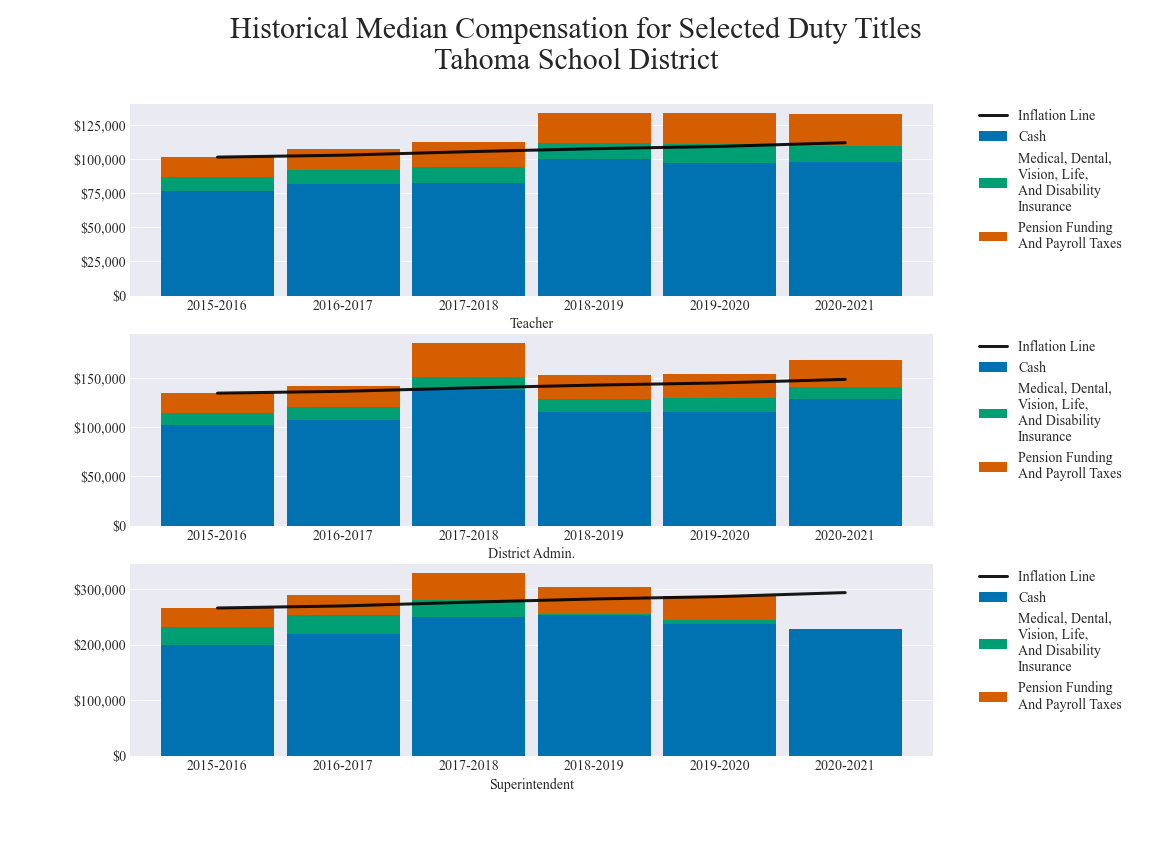 Historical Median Compensation for Selected Duty Titles
Tahoma School District
$125,000
$100,000
$75,000
$50,000
$25,000
$0
2015-2016 2016-2017 2017-2018 2018-2019 2019-2020 2020-2021
Teacher
Inflation Line
Cash
Medical, Dental,
Vision, Life,
And Disability
Insurance
Pension Funding
And Payroll Taxes
$150,000
$100,000
$50,000
$0
2015-2016 2016-2017 2017-2018 2018-2019 2019-2020 2020-2021
District Admin.
Inflation Line
Cash
Medical, Dental,
Vision, Life,
And Disability
Insurance
Pension Funding
And Payroll Taxes
$300,000
$200,000
$100,000
$0
2015-2016 2016-2017 2017-2018 2018-2019 2019-2020 2020-2021
Superintendent
Inflation Line
Cash
Medical, Dental,
Vision, Life,
And Disability
Insurance
Pension Funding
And Payroll Taxes